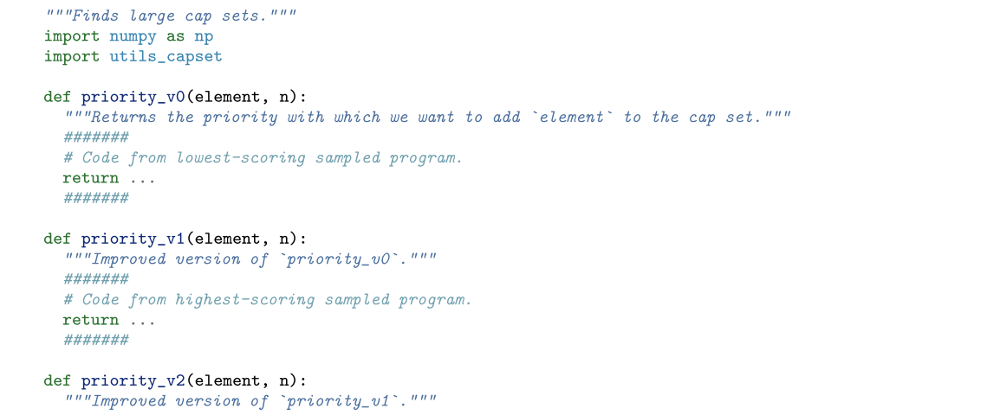 """Finds large cap sets."""
import numpy as np
import utils_capset

def priority_v0(element, n):
  """Returns the priority with which we want to add `element` to the cap set."""
  #######
  # Code from lowest-scoring sampled program.
  return ...
  #######

def priority_v1(element, n):
  """Improved version of `priority_v0`."""
  #######
  # Code from highest-scoring sampled program.
  return ...
  #######

def priority_v2(element, n):
  """Improved version of `priority_v1`."""